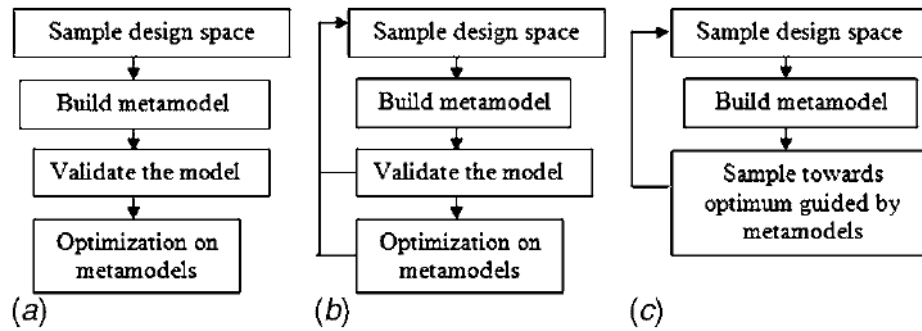 Sample design space
Build metamodel
Validate the model
Optimization on
metamodels
(a)
Sample design space
Build metamodel
Validate the model
Optimization on
metamodels
(b)
Sample design space
Build metamodel
Sample towards
optimum guided by
metamodels
(c)